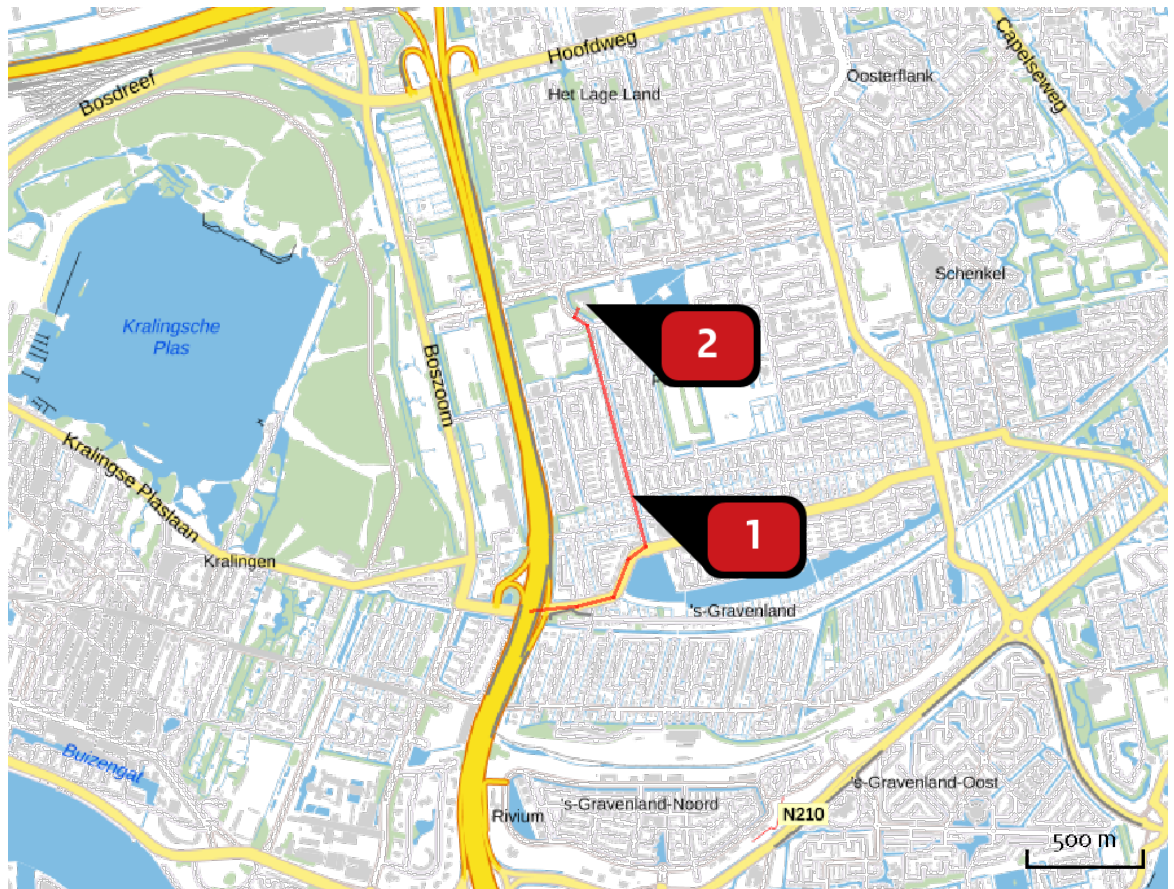 Hoofdweg
Capelseweg
Oosterflank
Bosdreef
Het Lage Land
Schenkel
Kralingsche
Plas
2
Boszoom
Kralingse Plaslaan
1
Kralingen
's-Gravenland
Buizengat
's-Gravenland-Oost
's-Gravenland-Noord
Rivium
N210
500 m